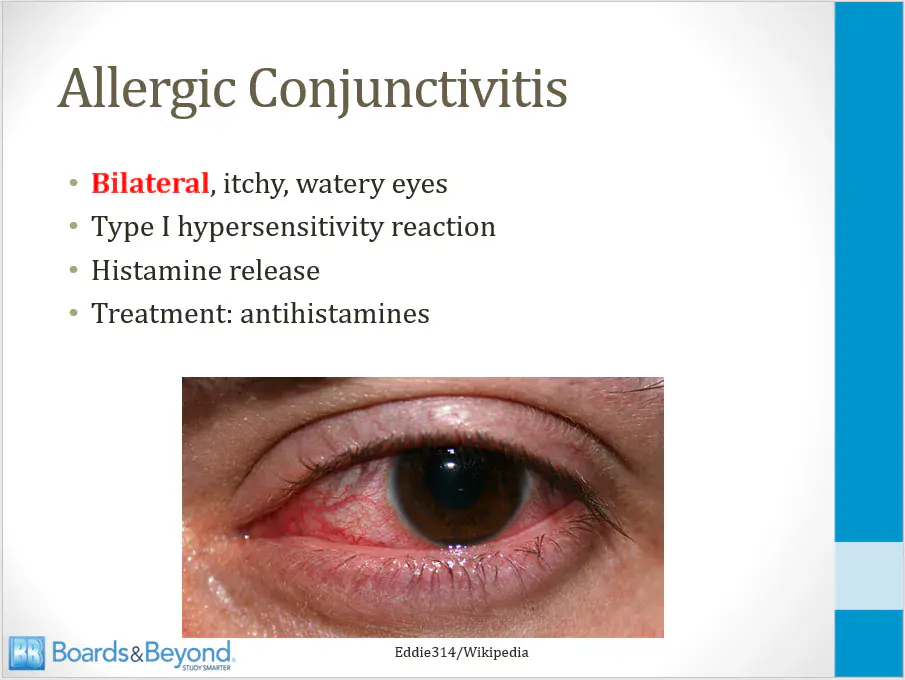 Allergic Conjunctivitis
• Bilateral, itchy, watery eyes
• Type I hypersensitivity reaction
• Histamine release
• Treatment: antihistamines
Eddie314/Wikipedia
BB Boards&Beyond.
STUDY SMARTER